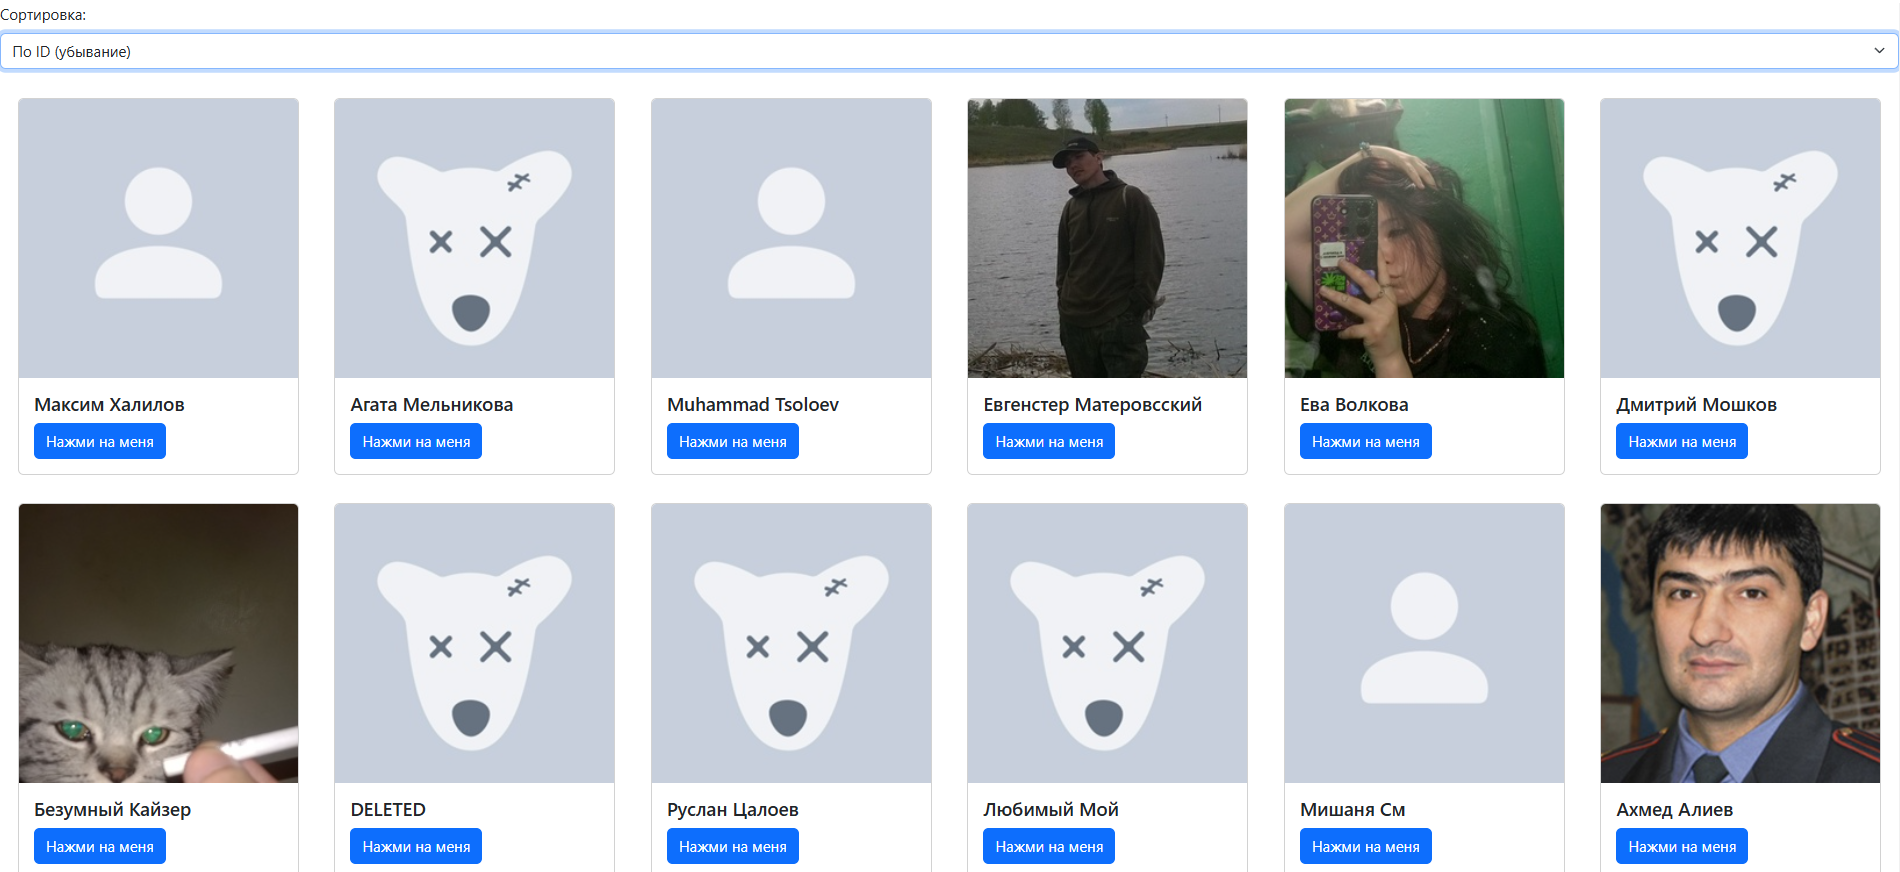 Сортировка:
По ID (убывание)
Максим Халилов
Агата Мельникова
Muhammad Tsoloev
Евгенстер Матеровсский
Ева Волкова
Дмитрий Мошков
Нажми на меня
Нажми на меня
Нажми на меня
Нажми на меня
Нажми на меня
Нажми на меня
Безумный Кайзер
DELETED
Руслан Цалоев
Любимый Мой
Мишаня См
Ахмед Алиев
Нажми на меня
Нажми на меня
Нажми на меня
Нажми на меня
Нажми на меня
Нажми на меня